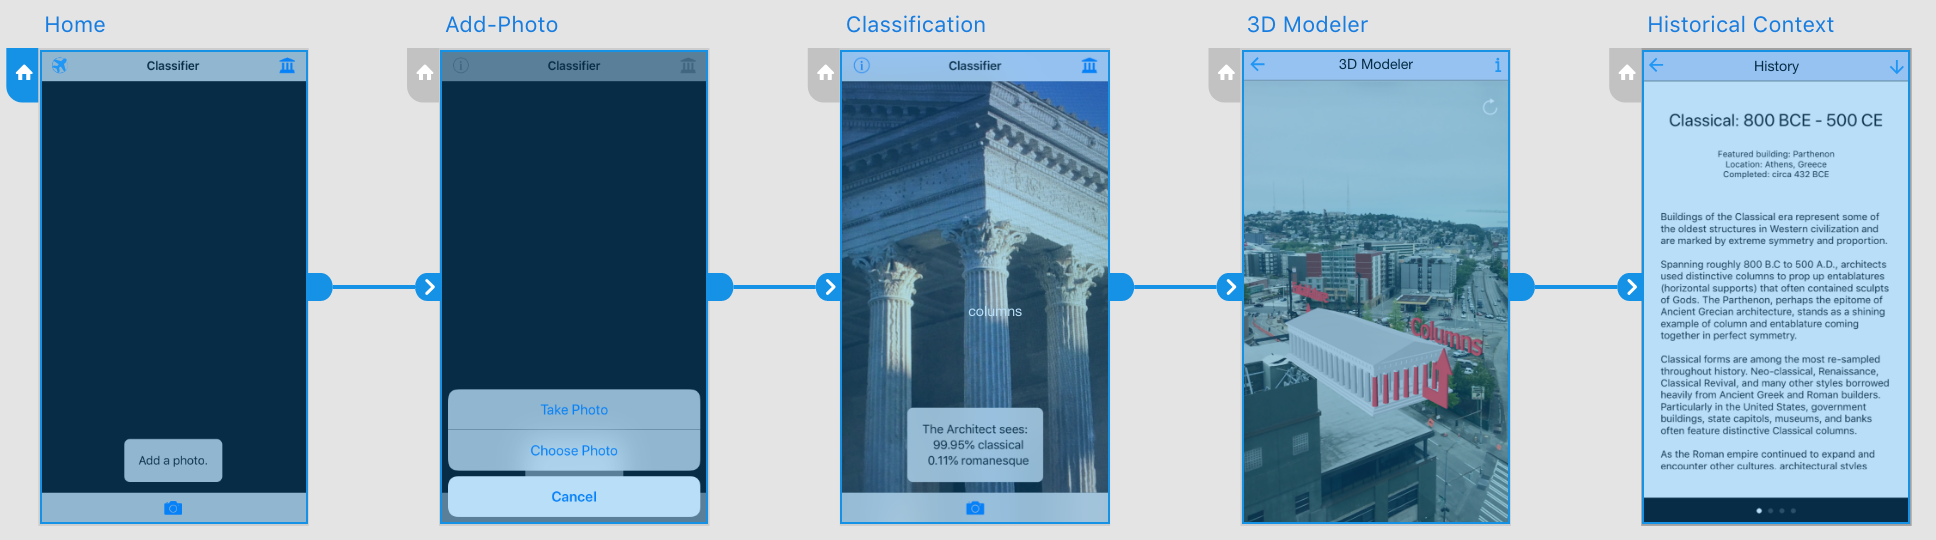 Home
Classifier
Add a photo.
Add-Photo
Classifier
Take Photo
Choose Photo
Cancel
Classification
Classifier
columns
The Architect sees:
99.95% classical
0.11% romanesque
3D Modeler
3D Modeler
Columns
Historical Context
History
Classical: 800 BCE - 500 CE
Featured building: Parthenon
Location: Athens, Greece
Completed: circa 432 BCE
Buildings of the Classical era represent some of
the oldest structures in Western civilization and
are marked by extreme symmetry and proportion.
Spanning roughly 800 B.C to 500 A.D., architects
used distinctive columns to prop up entablatures
(horizontal supports) that often contained sculpts
of Gods. The Parthenon, perhaps the epitome of
Ancient Grecian architecture, stands as a shining
example of column and entablature coming
together in perfect symmetry.
Classical forms are among the most re-sampled
throughout history. Neo-classical, Renaissance,
Classical Revival, and many other styles borrowed
heavily from Ancient Greek and Roman builders.
Particularly in the United States, government
buildings, state capitols, museums, and banks
often feature distinctive Classical columns.
As the Roman empire continued to expand and
encounter other cultures, architectural styles